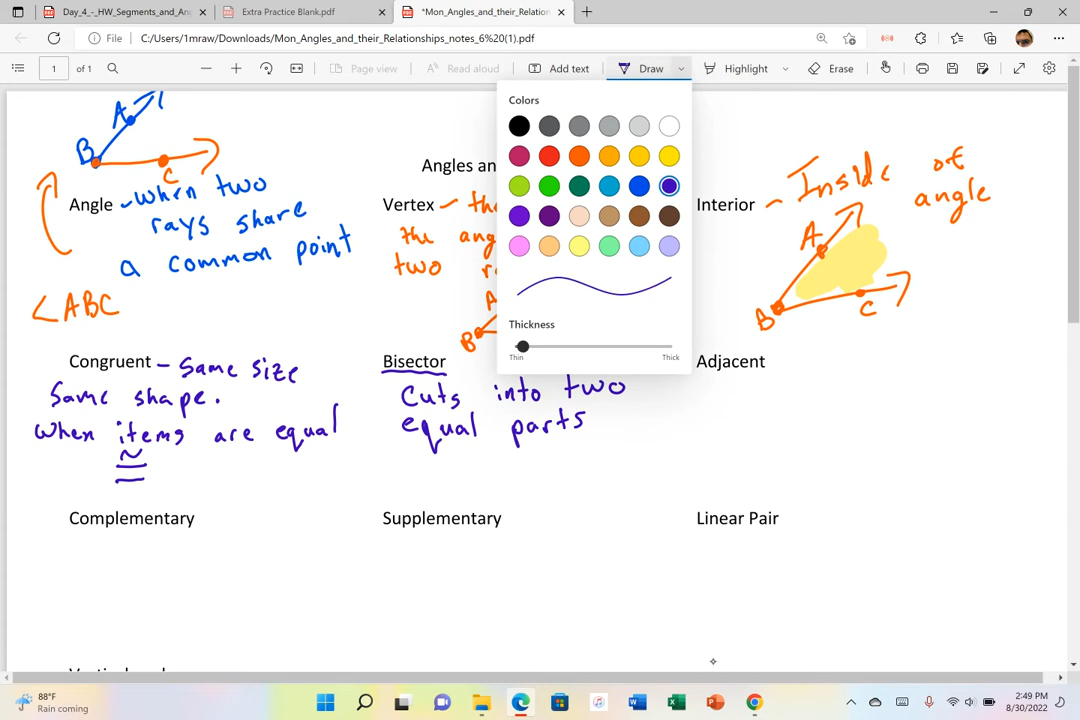 Day_4_-_HW_Segments_and_An
Extra Practice Blank.pdf
*Mon_Angles_and_their_Relation
File
C:/Users/1mraw/Downloads/Mon_Angles_and_their_Relationships_notes_6%20(1).pdf
1 of 1
Page view
Read aloud
Add text
Draw
Highlight
Erase
Colors
Thickness
Thin
Thick
A
B
C
Angles an
Angle - when two
rays share
a common point
<ABC
Vertex - the
the ang
two
A
B
Interior - Inside of
angle
A
B
C
Congruent - Same size
Same shape.
When items are equal
≅
Bisector
Cuts into two
equal parts
Adjacent
Complementary
Supplementary
Linear Pair
88°F
Rain coming
2:49 PM
8/30/2022